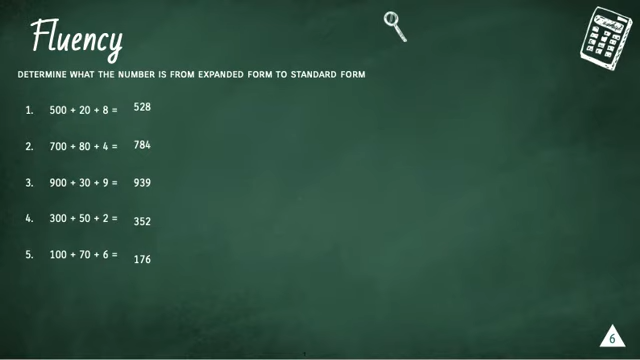 Fluency
DETERMINE WHAT THE NUMBER IS FROM EXPANDED FORM TO STANDARD FORM
1. 500 + 20 + 8 = 528
2. 700 + 80 + 4 = 784
3. 900 + 30 + 9 = 939
4. 300 + 50 + 2 = 352
5. 100 + 70 + 6 = 176
6